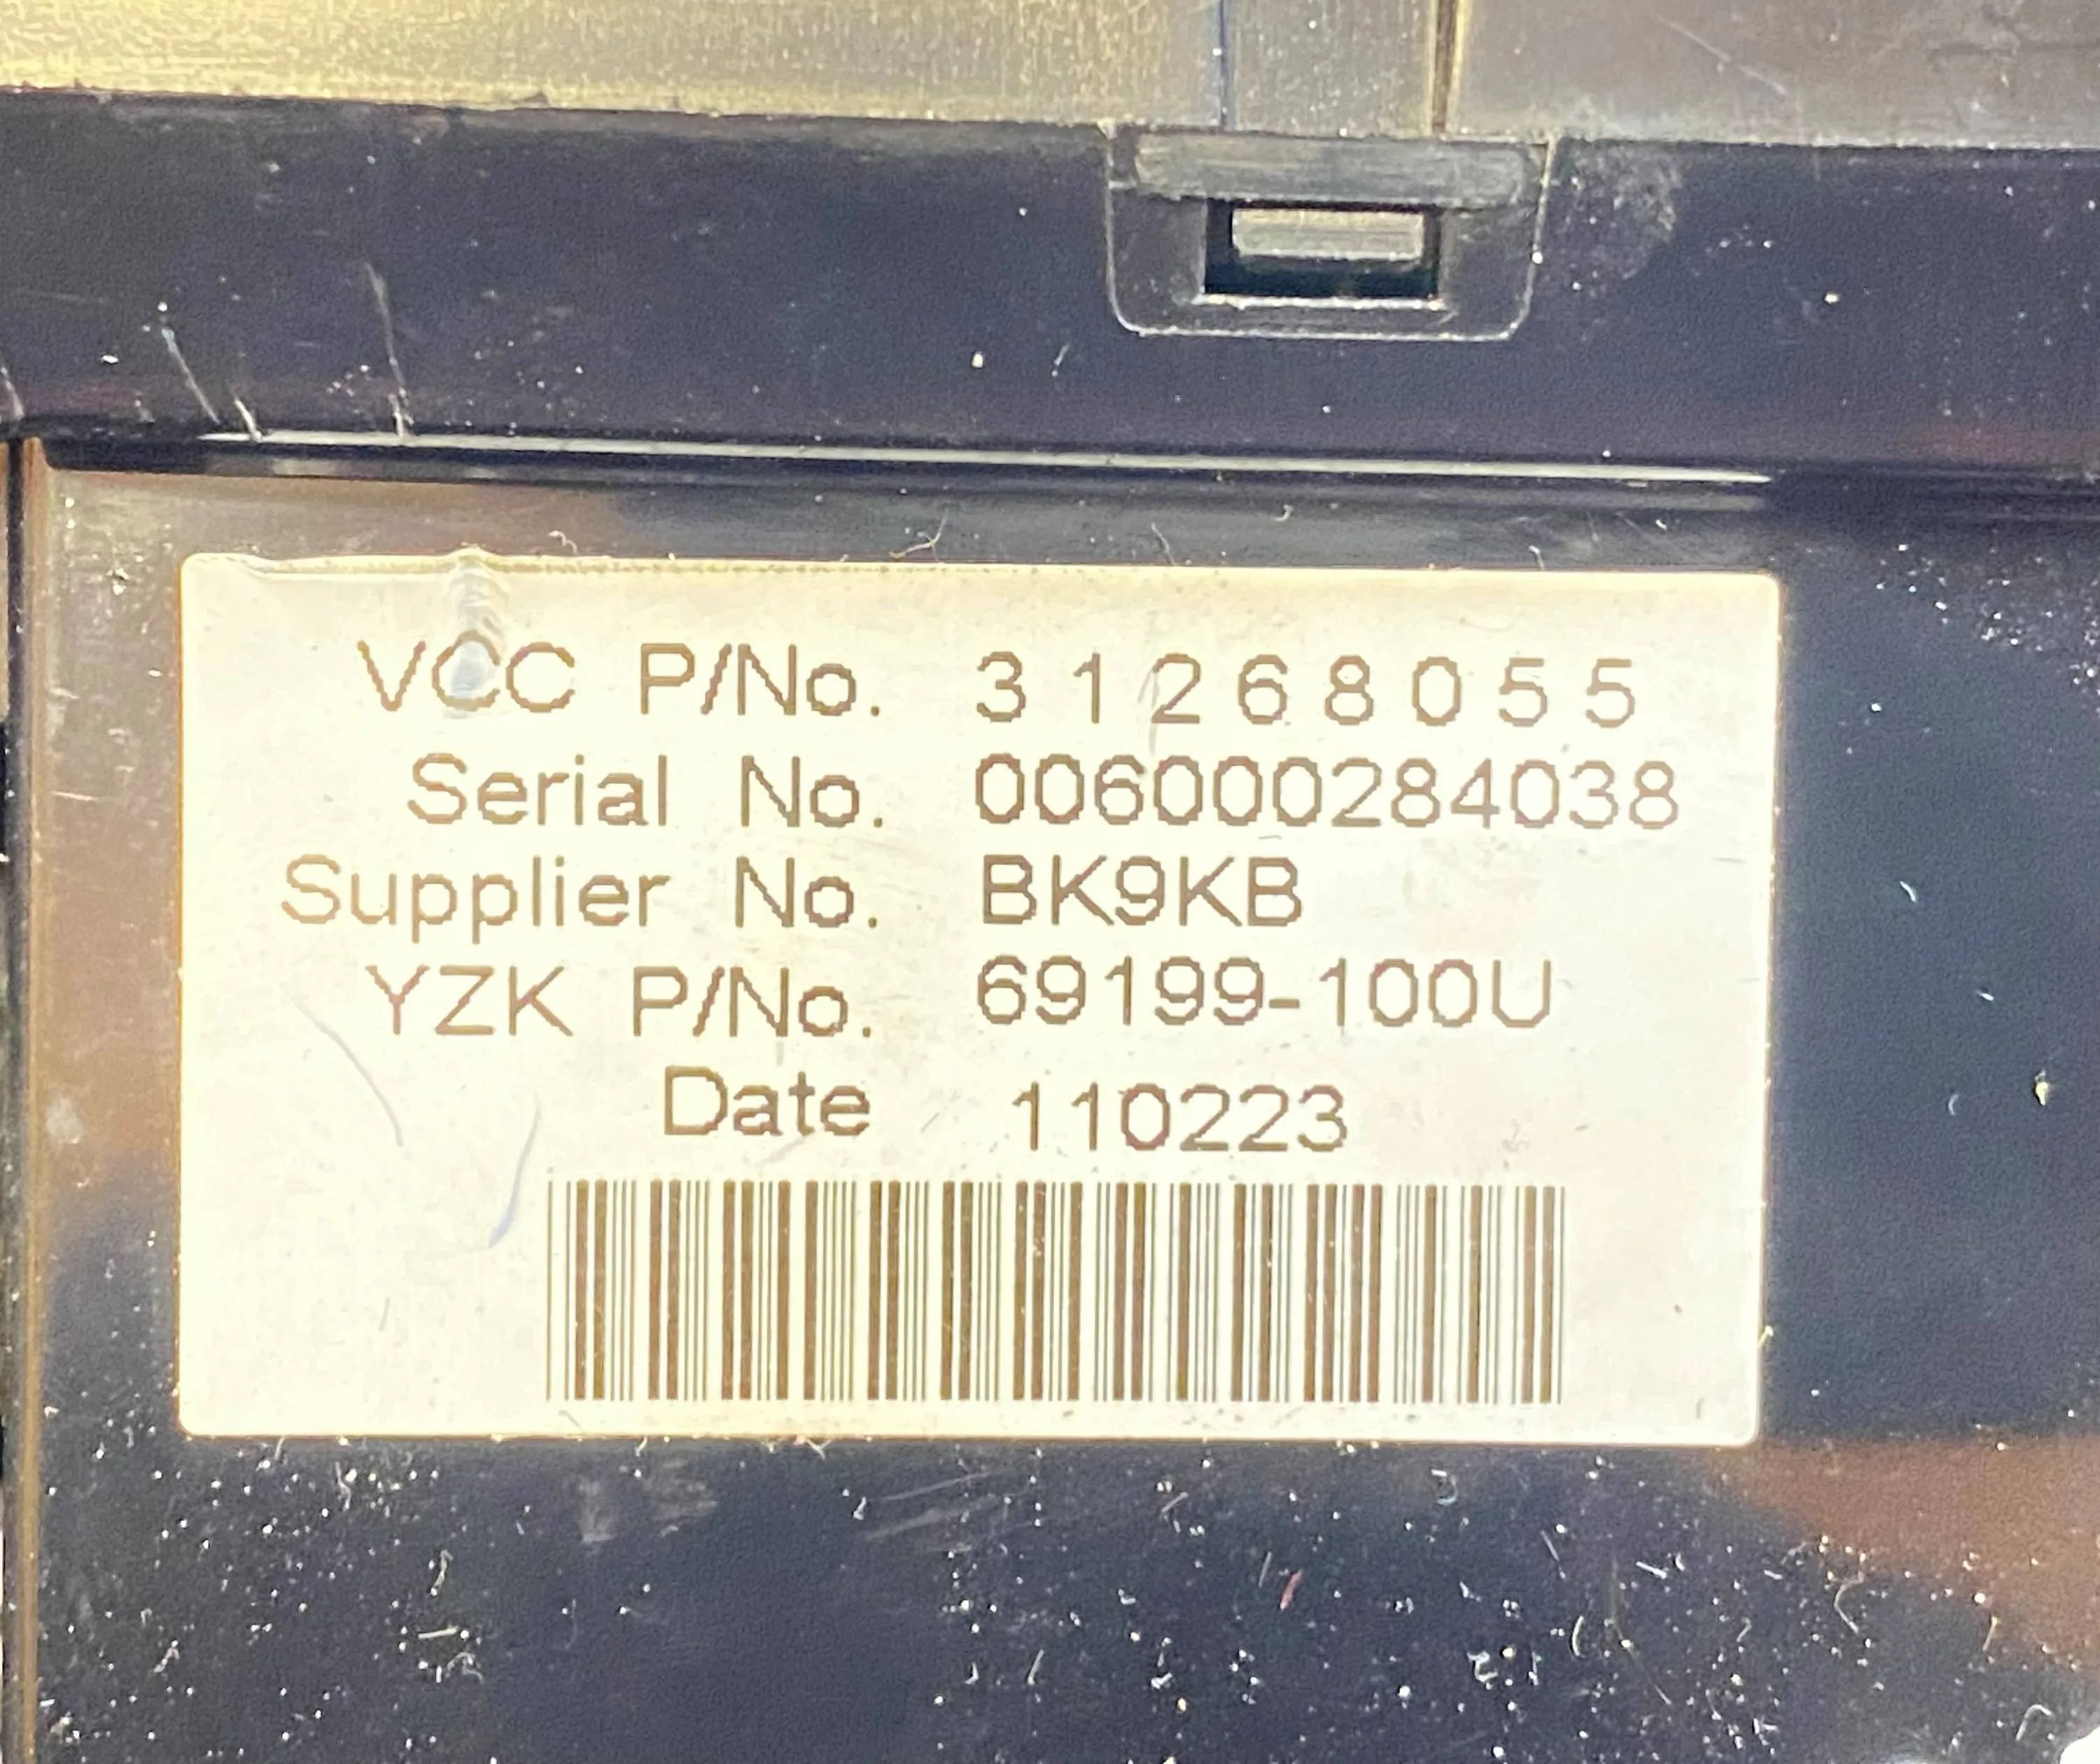 VCC P/No. 31268055
Serial No. 006000284038
Supplier No. BK9KB
YZK P/No. 69199-100U
Date 110223